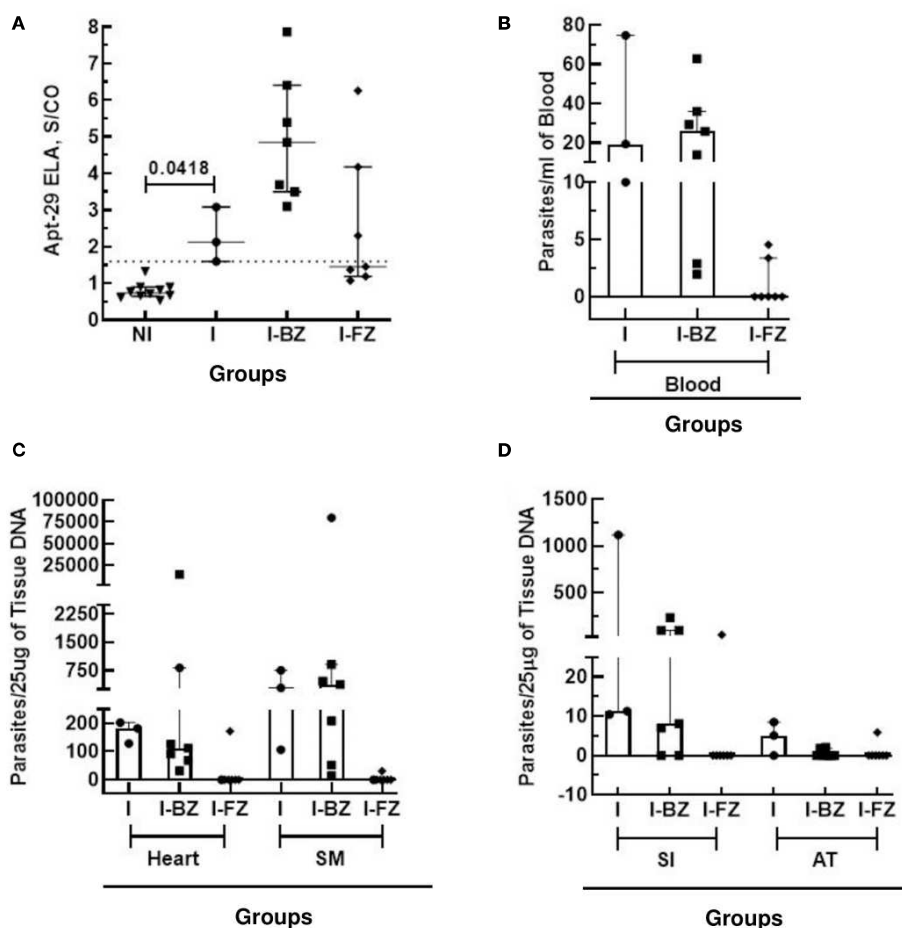 A
Apt-29 ELA, S/CO
8
7
6
5
4
3
2
1
0
0.0418
NI I I-BZ I-FZ
Groups
B
Parasites/ml of Blood
80
60
40
20
10
5
0
I I-BZ I-FZ
Blood
Groups
C
Parasites/25ug of Tissue DNA
100000
75000
50000
25000
2250
1500
750
200
100
0
I I-BZ I-FZ I I-BZ I-FZ
Heart SM
Groups
D
Parasites/25µg of Tissue DNA
1500
1000
500
20
10
0
-10
I I-BZ I-FZ I I-BZ I-FZ
SI AT
Groups